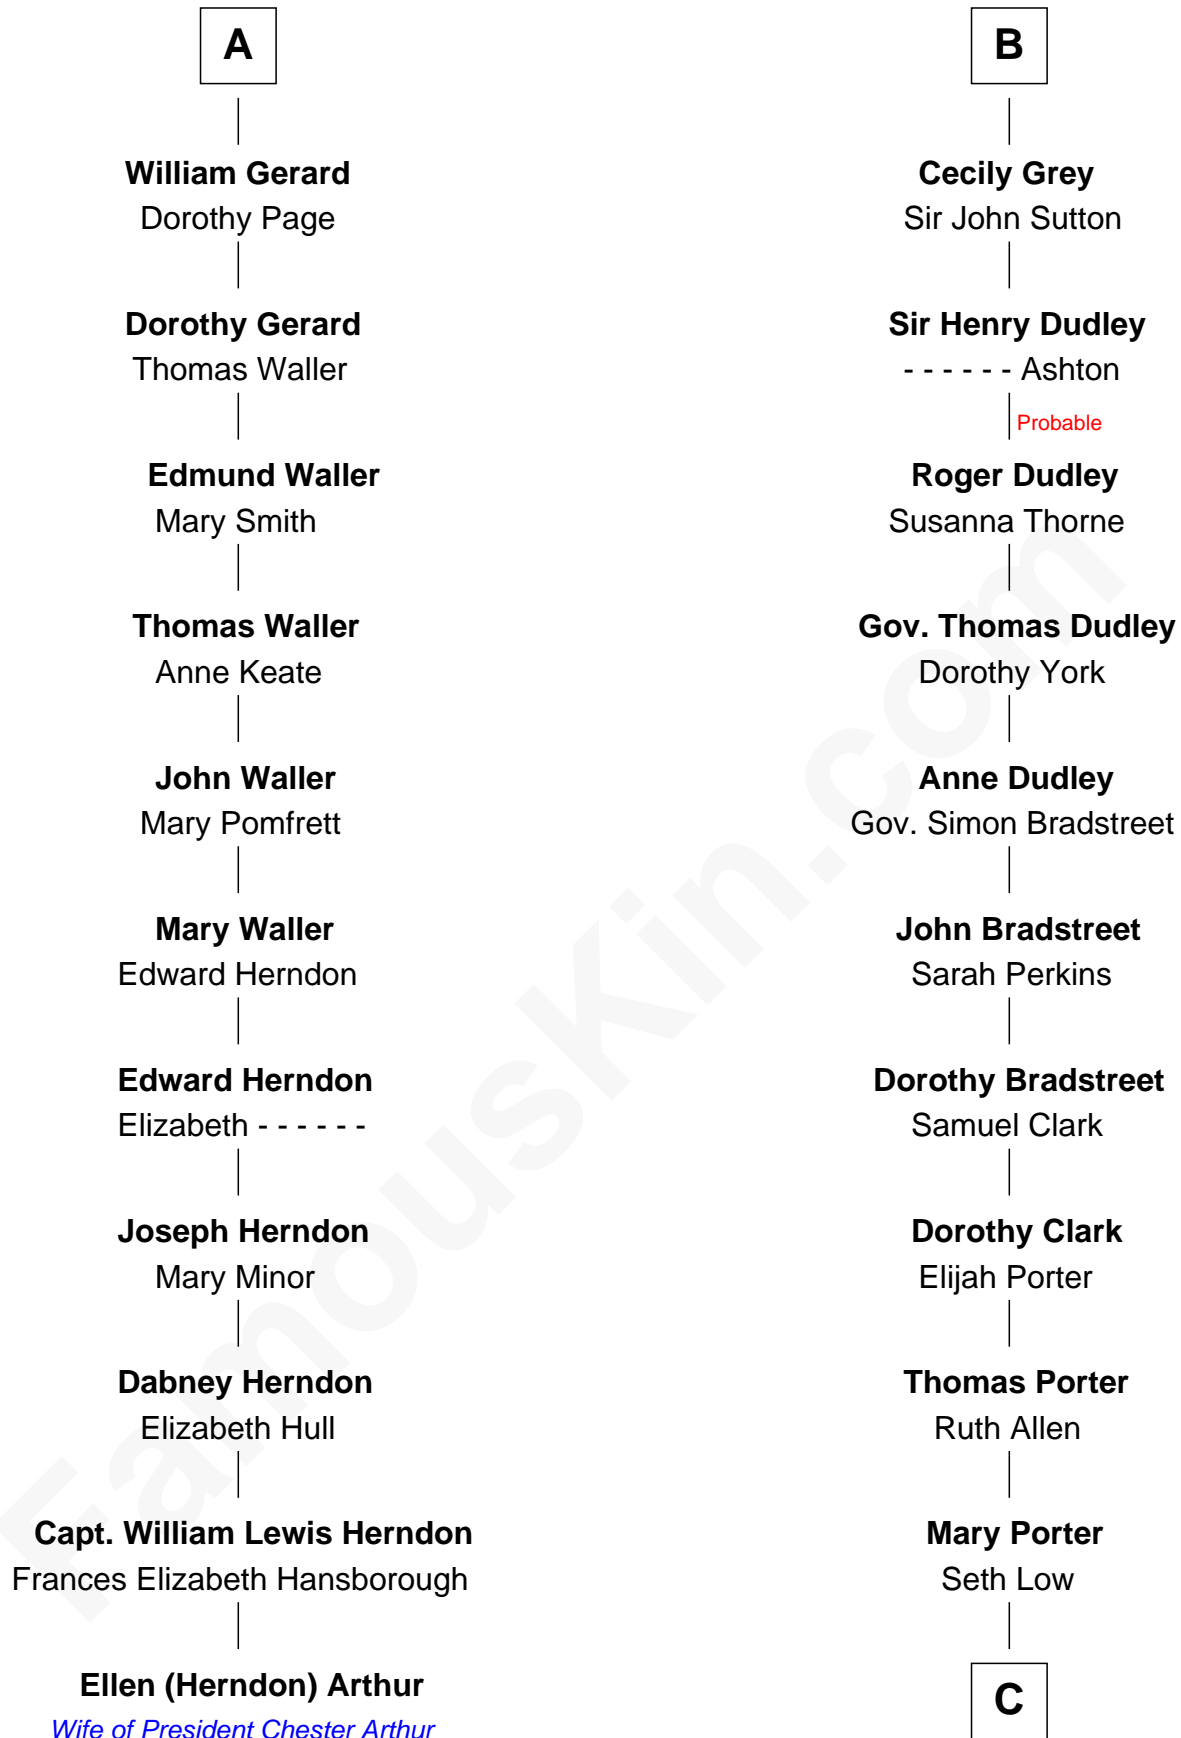 A
William Gerard
Dorothy Page
Dorothy Gerard
Thomas Waller
Edmund Waller
Mary Smith
Thomas Waller
Anne Keate
John Waller
Mary Pomfrett
Mary Waller
Edward Herndon
Edward Herndon
Elizabeth - - - - - -
Joseph Herndon
Mary Minor
Dabney Herndon
Elizabeth Hull
Capt. William Lewis Herndon
Frances Elizabeth Hansborough
Ellen (Herndon) Arthur
Wife of President Chester Arthur
B
Cecily Grey
Sir John Sutton
Sir Henry Dudley
- - - - - - Ashton
Probable
Roger Dudley
Susanna Thorne
Gov. Thomas Dudley
Dorothy York
Anne Dudley
Gov. Simon Bradstreet
John Bradstreet
Sarah Perkins
Dorothy Bradstreet
Samuel Clark
Dorothy Clark
Elijah Porter
Thomas Porter
Ruth Allen
Mary Porter
Seth Low
C
FamousKin.com